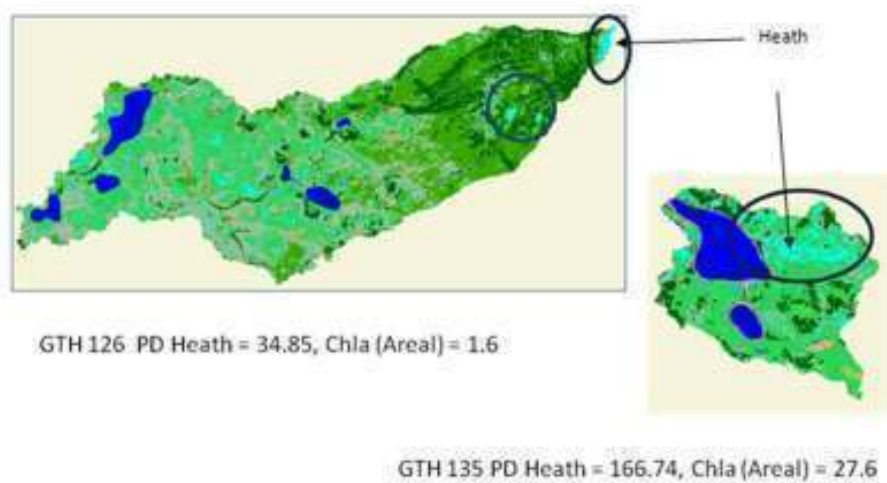 Heath
GTH 126 PD Heath = 34.85, Chla (Areal) = 1.6
GTH 135 PD Heath = 166.74, Chla (Areal) = 27.6